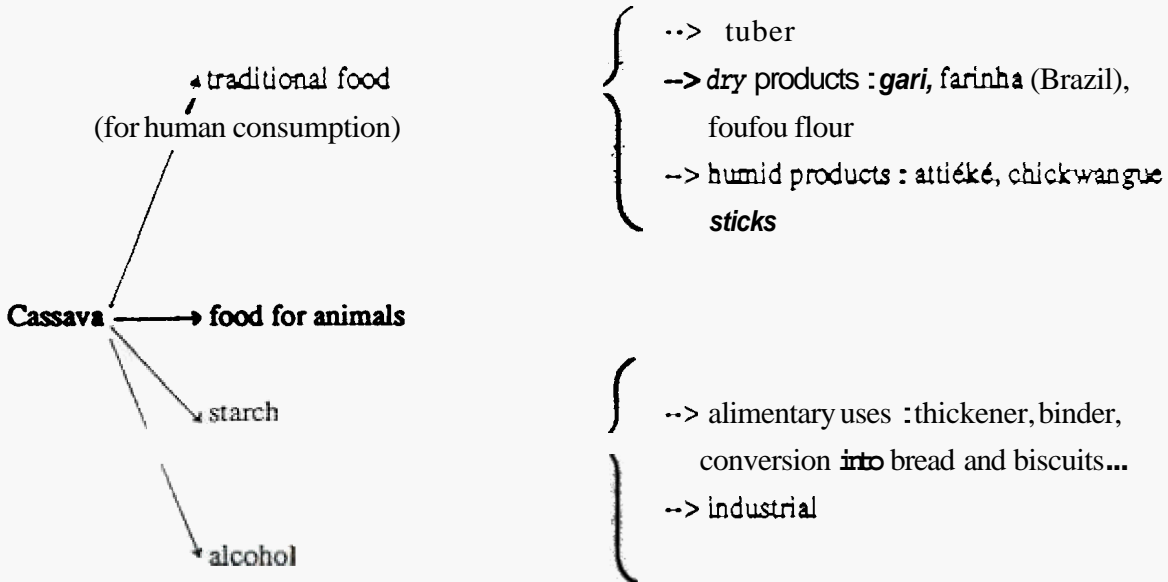 --> tuber
traditional food
--> dry products : gari, farinha (Brazil),
(for human consumption)
foufou flour
--> humid products : attiéké, chickwangue
sticks
Cassava
food for animals
starch
--> alimentary uses : thickener, binder,
conversion into bread and biscuits...
--> industrial
alcohol